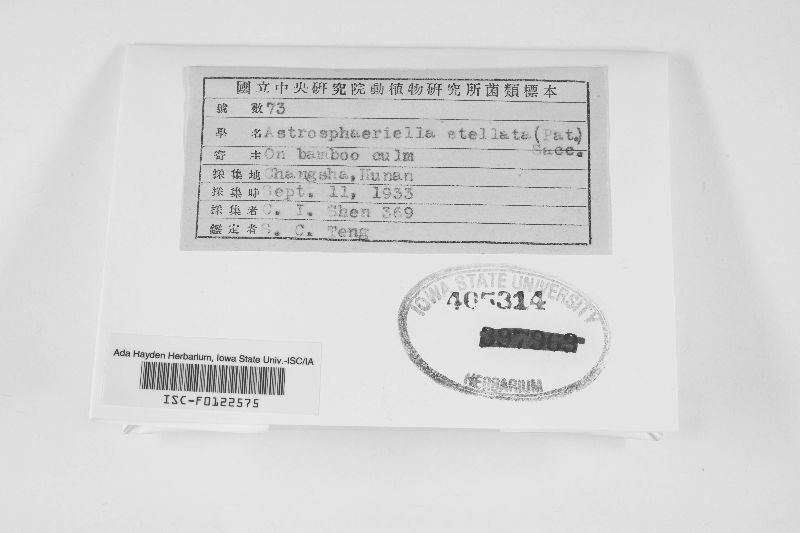 國立中央研究院動植物研究所菌類標本
號數 73
學名 Astrosphaeriella stellata (Pat.) Sacc.
寄主 On bamboo culm
採集地 Changsha, Hunan
採集時 Sept. 11, 1933
採集者 C. I. Shen 369
鑑定者 S. C. Teng
IOWA STATE UNIVERSITY
405314
HERBARIUM
Ada Hayden Herbarium, Iowa State Univ.-ISC/IA
ISC-F0122575